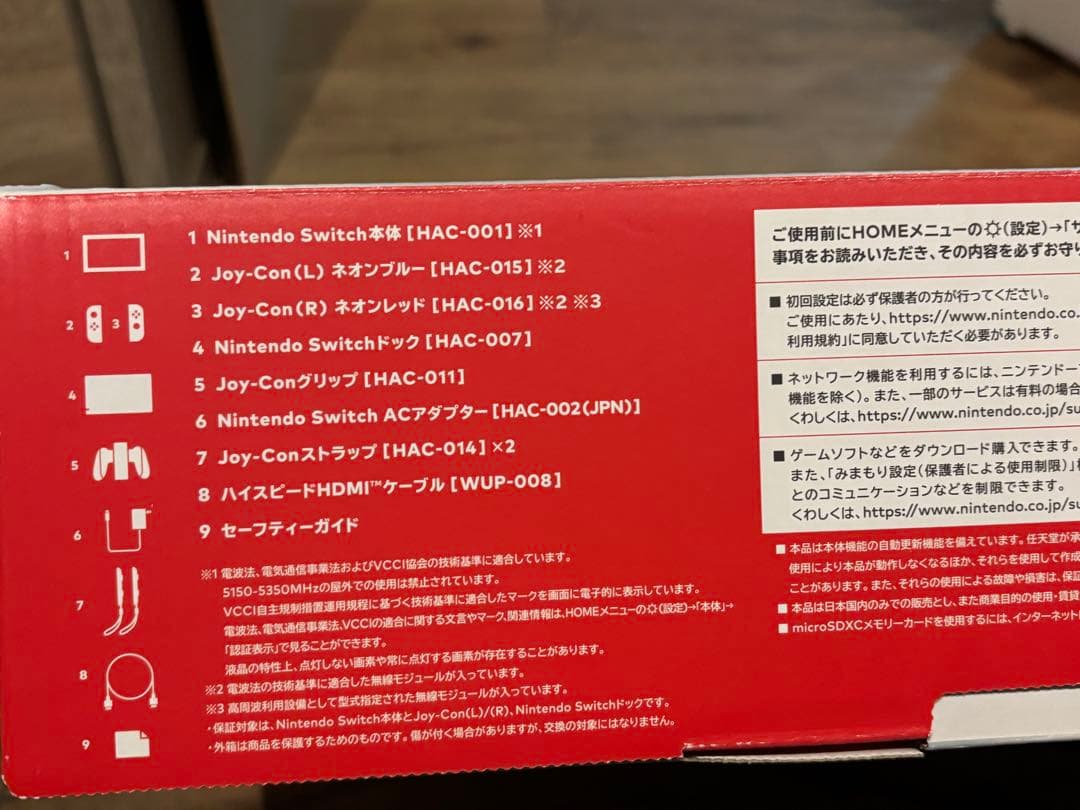 1 Nintendo Switch本体[HAC-001]※1
2 Joy-Con(L) ネオンブルー[HAC-015]※2
3 Joy-Con(R) ネオンレッド[HAC-016]※2 ※3
4 Nintendo Switchドック[HAC-007]
5 Joy-Conグリップ[HAC-011]
6 Nintendo Switch ACアダプター[HAC-002(JPN)]
7 Joy-Conストラップ[HAC-014]×2
8 ハイスピードHDMI™ケーブル[WUP-008]
9 セーフティーガイド
1
2
3
4
5
6
7
8
9
※1 電波法、電気通信事業法およびVCCI協会の技術基準に適合しています。
5150-5350MHzの屋外での使用は禁止されています。
VCCI自主規制措置運用規程に基づく技術基準に適合したマークを画面に電子的に表示しています。
電波法、電気通信事業法、VCCIの適合に関する文言やマーク、関連情報は、HOMEメニューの(設定)→「本体」→
「認証表示」で見ることができます。
液晶の特性上、点灯しない画素や常に点灯する画素が存在することがあります。
※2 電波法の技術基準に適合した無線モジュールが入っています。
※3 高周波利用設備として型式指定された無線モジュールが入っています。
・保証対象は、Nintendo Switch本体とJoy-Con(L)/(R)、Nintendo Switchドックです。
・外箱は商品を保護するためのものです。傷が付く場合がありますが、交換の対象にはなりません。
ご使用前にHOMEメニューの(設定)→「サ
事項をお読みいただき、その内容を必ずお守り
■ 初回設定は必ず保護者の方が行ってください。
ご使用にあたり、https://www.nintendo.co.
利用規約」に同意していただく必要があります。
■ ネットワーク機能を利用するには、ニンテンドー
機能を除く)。また、一部のサービスは有料の場合
くわしくは、https://www.nintendo.co.jp/su
■ ゲームソフトなどをダウンロード購入できます。
また、「みまもり設定(保護者による使用制限)」
とのコミュニケーションなどを制限できます。
くわしくは、https://www.nintendo.co.jp/su
■ 本品は本体機能の自動更新機能を備えています。任天堂が承
使用により本品が動作しなくなるほか、それらを使用して作成
ことがあります。また、それらの使用による故障や損害は、保証
■ 本品は日本国内のみでの販売とし、また商業目的の使用・賃貸
■ microSDXCメモリーカードを使用するには、インターネット